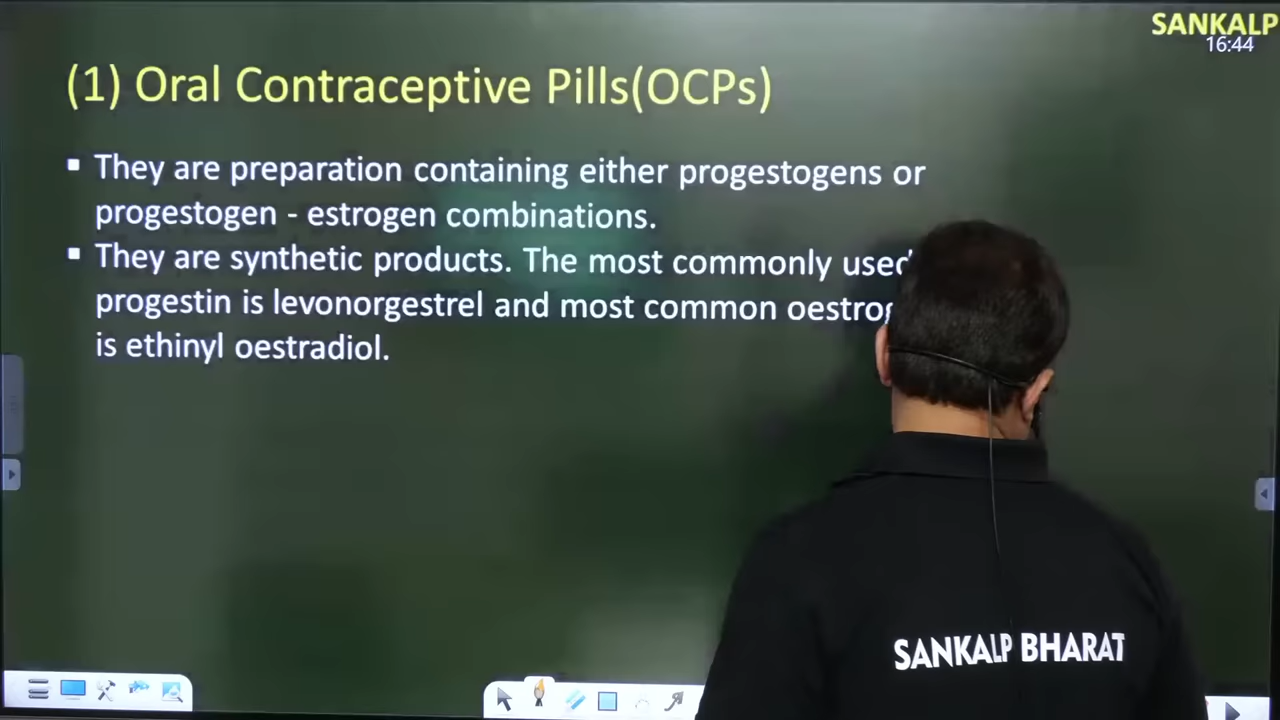 SANKALP
16:44
(1) Oral Contraceptive Pills(OCPs)
▪ They are preparation containing either progestogens or
progestogen - estrogen combinations.
▪ They are synthetic products. The most commonly used
progestin is levonorgestrel and most common oestrog
is ethinyl oestradiol.
SANKALP BHARAT